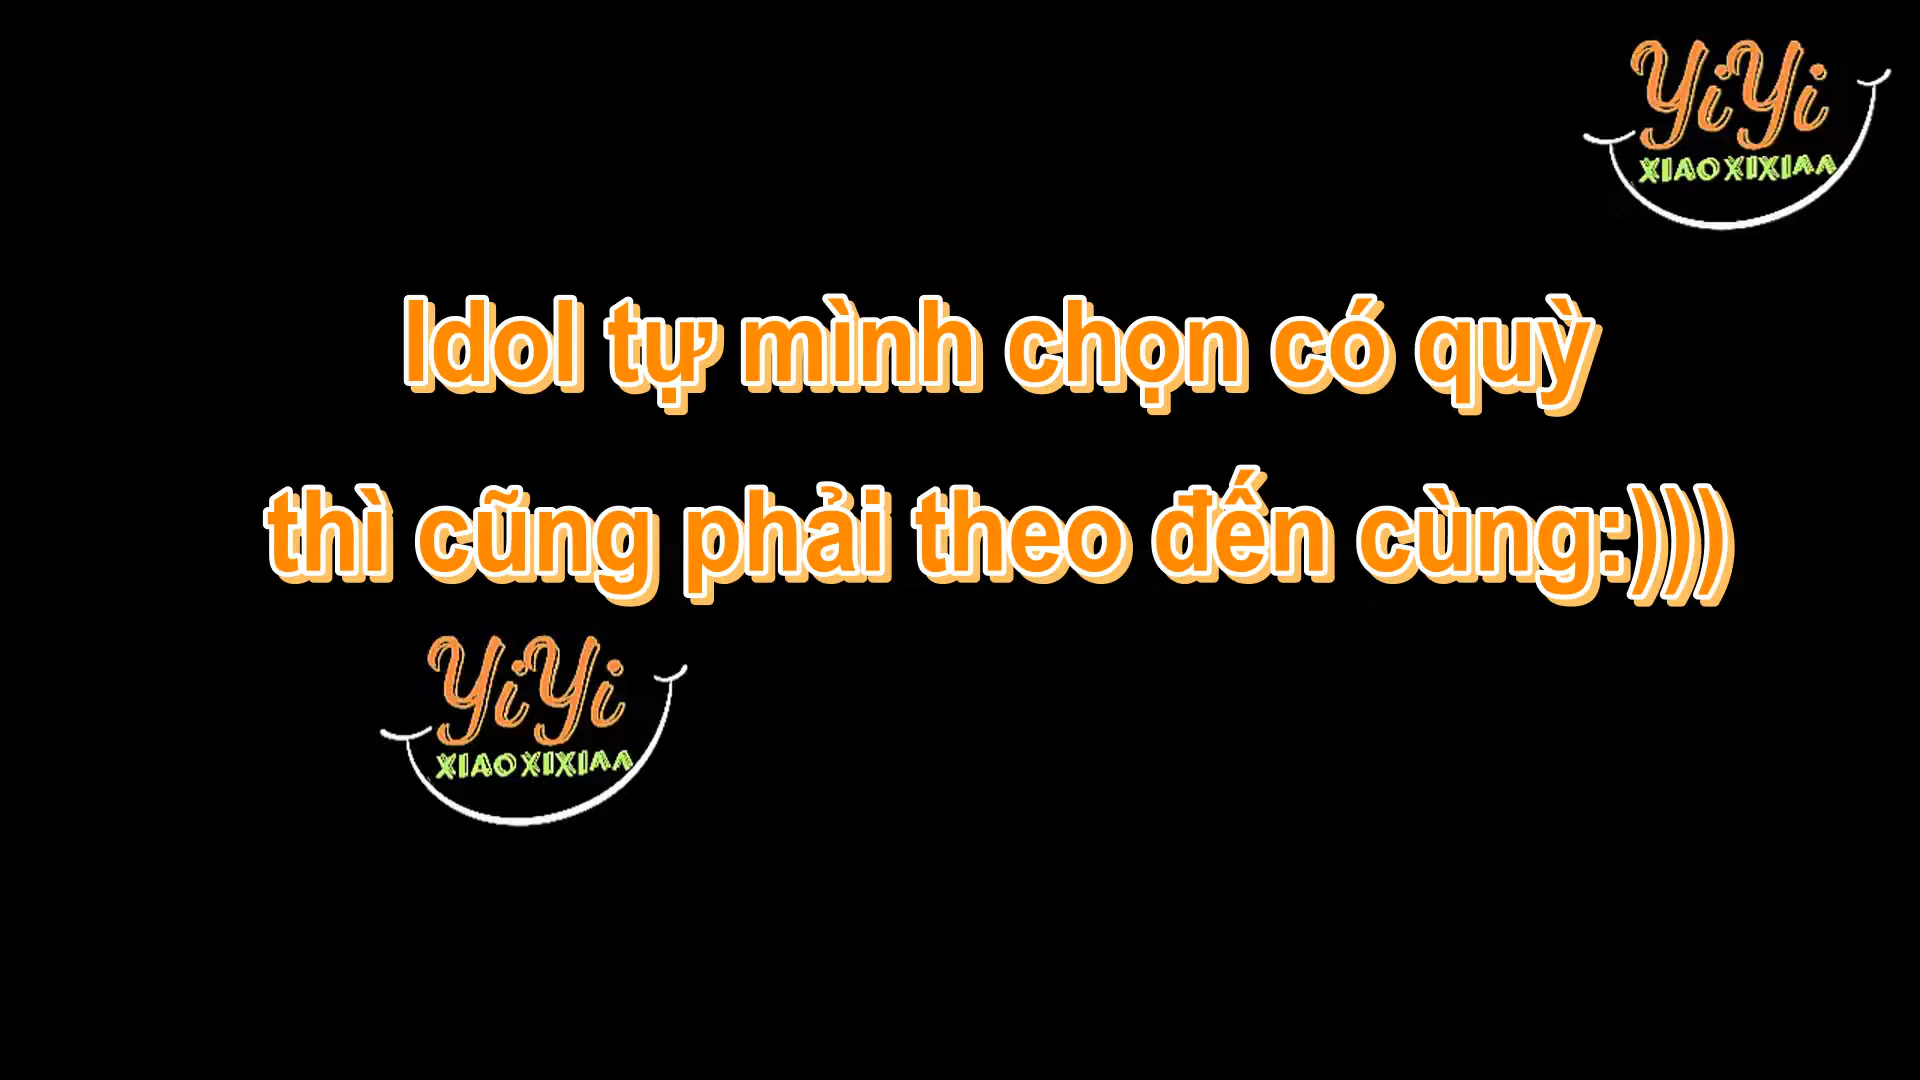 YiYi
XIAOXIXIAA
Idol tự mình chọn có quỳ
thì cũng phải theo đến cùng:)))
YiYi
XIAOXIXIAA